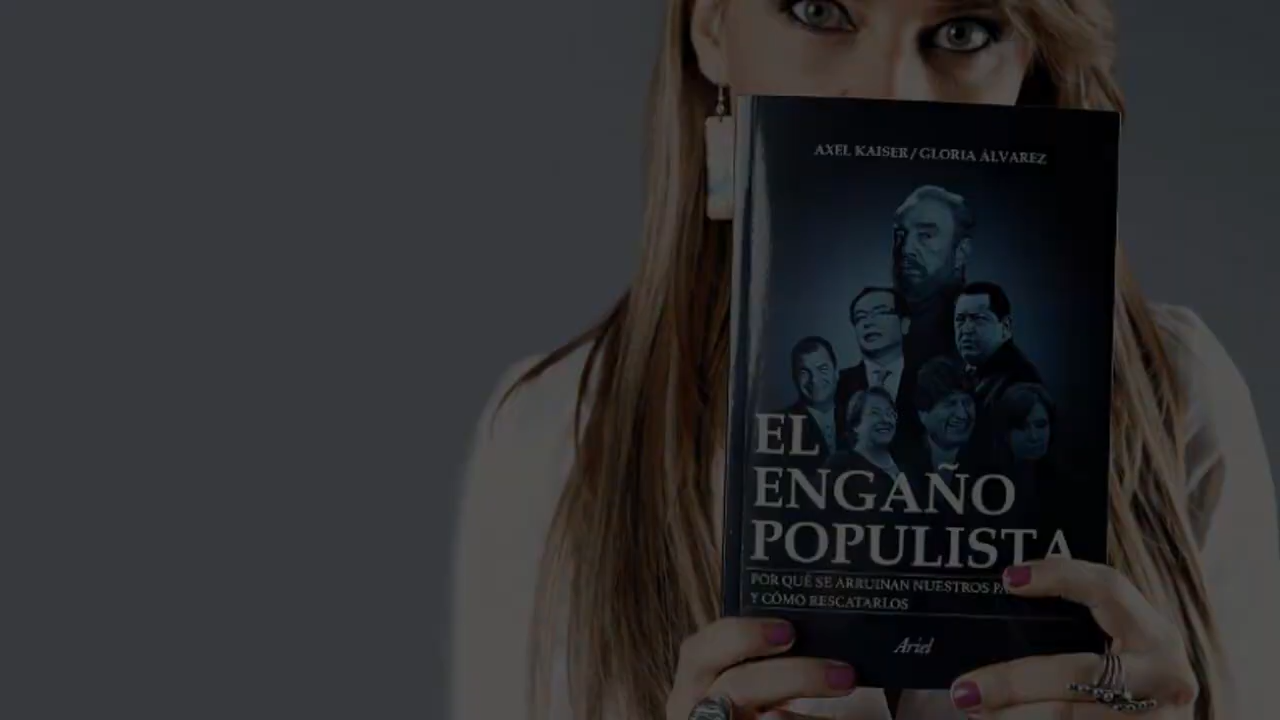 AXEL KAISER / GLORIA ÁLVAREZ
EL
ENGAÑO
POPULISTA
POR QUÉ SE ARRUINAN NUESTROS
Y CÓMO RESCATARLOS
Ariel